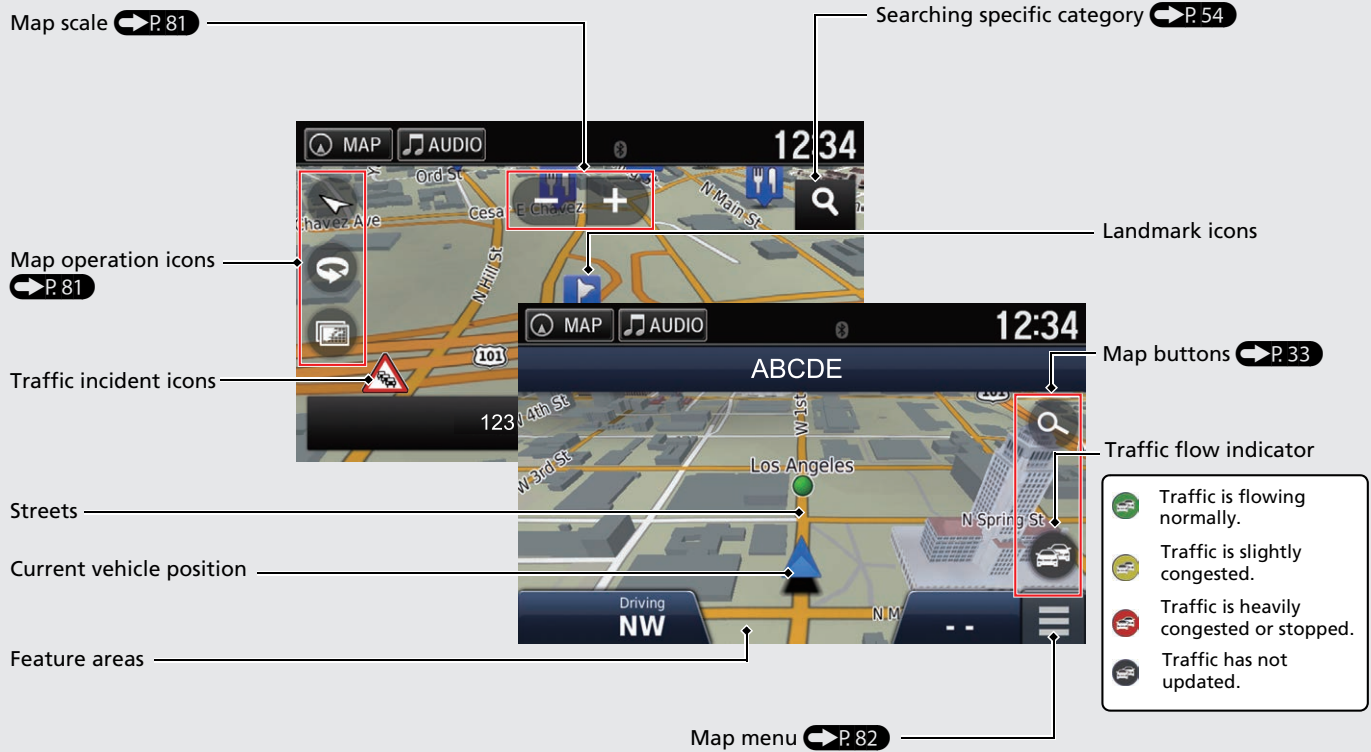 Map scale P. 81
Searching specific category P. 54
MAP
AUDIO
12:34
Ord St
N Main St
Chavez Ave
Cesa E Chavez
N Hill St
101
123
Map operation icons
P. 81
Traffic incident icons
Landmark icons
MAP
AUDIO
12:34
ABCDE
Map buttons P. 33
101
W 4th St
W 1st
W 3rd St
Los Angeles
N Spring St
Streets
Current vehicle position
Feature areas
Driving
NW
N M
- -
Traffic flow indicator
Traffic is flowing
normally.
Traffic is slightly
congested.
Traffic is heavily
congested or stopped.
Traffic has not
updated.
Map menu P. 82